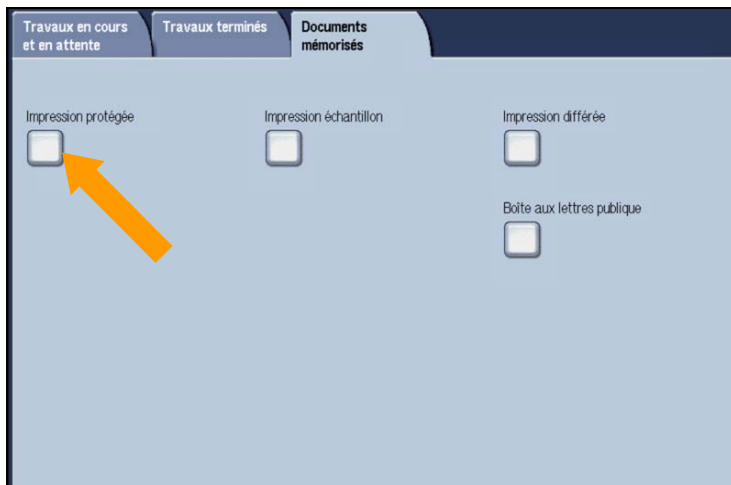 Travaux en cours
et en attente
Travaux terminés
Documents
mémorisés
Impression protégée
Impression échantillon
Impression différée
Boîte aux lettres publique